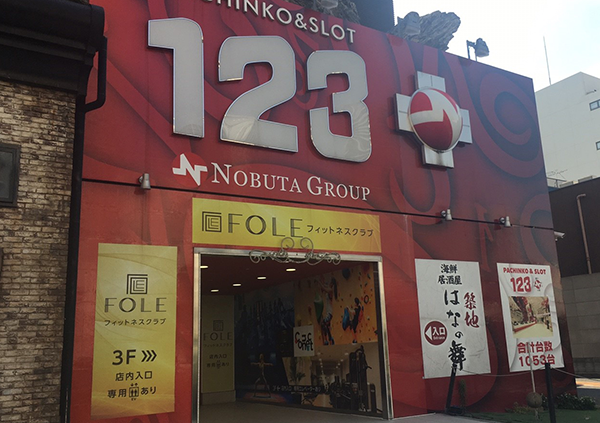 PACHINKO&SLOT
123
NOBUTA GROUP
FOLE フィットネスクラブ
FOLE
フィットネスクラブ
3F >>>
店内入口
専用 あり
FOLE
Café
海鮮
居酒屋
築地
はなの舞
入口
PACHINKO & SLOT
123
合計台数
1053台